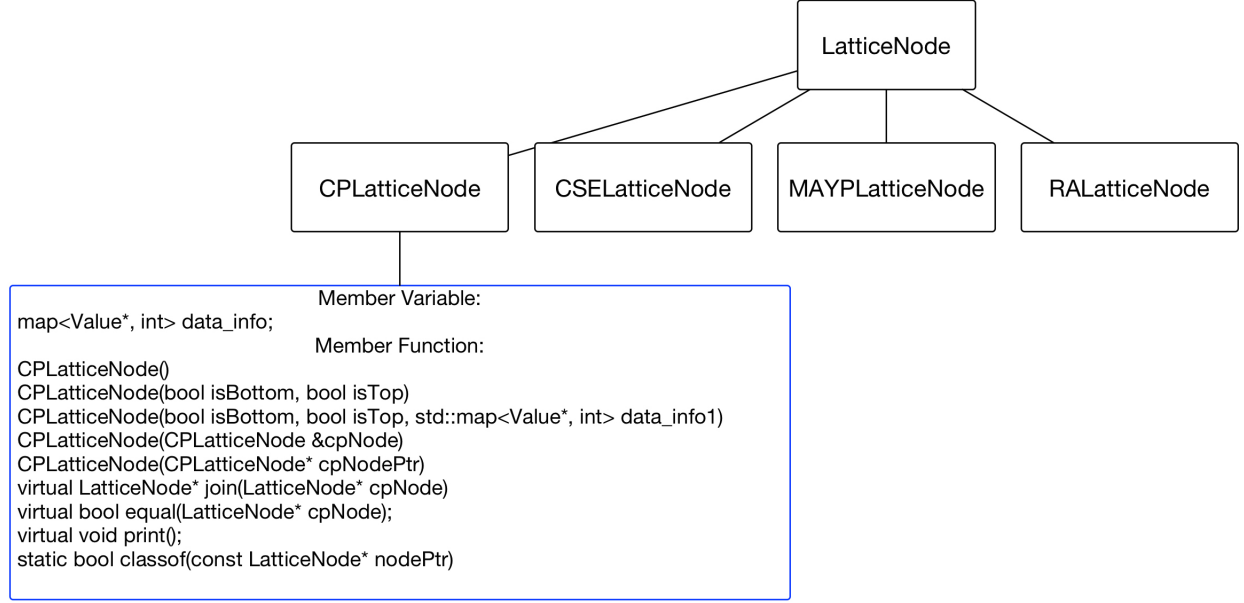 LatticeNode
CPLatticeNode
CSELatticeNode
MAYPLatticeNode
RALatticeNode
Member Variable:
map<Value*, int> data_info;
Member Function:
CPLatticeNode()
CPLatticeNode(bool isBottom, bool isTop)
CPLatticeNode(bool isBottom, bool isTop, std::map<Value*, int> data_info1)
CPLatticeNode(CPLatticeNode &cpNode)
CPLatticeNode(CPLatticeNode* cpNodePtr)
virtual LatticeNode* join(LatticeNode* cpNode)
virtual bool equal(LatticeNode* cpNode);
virtual void print();
static bool classof(const LatticeNode* nodePtr)